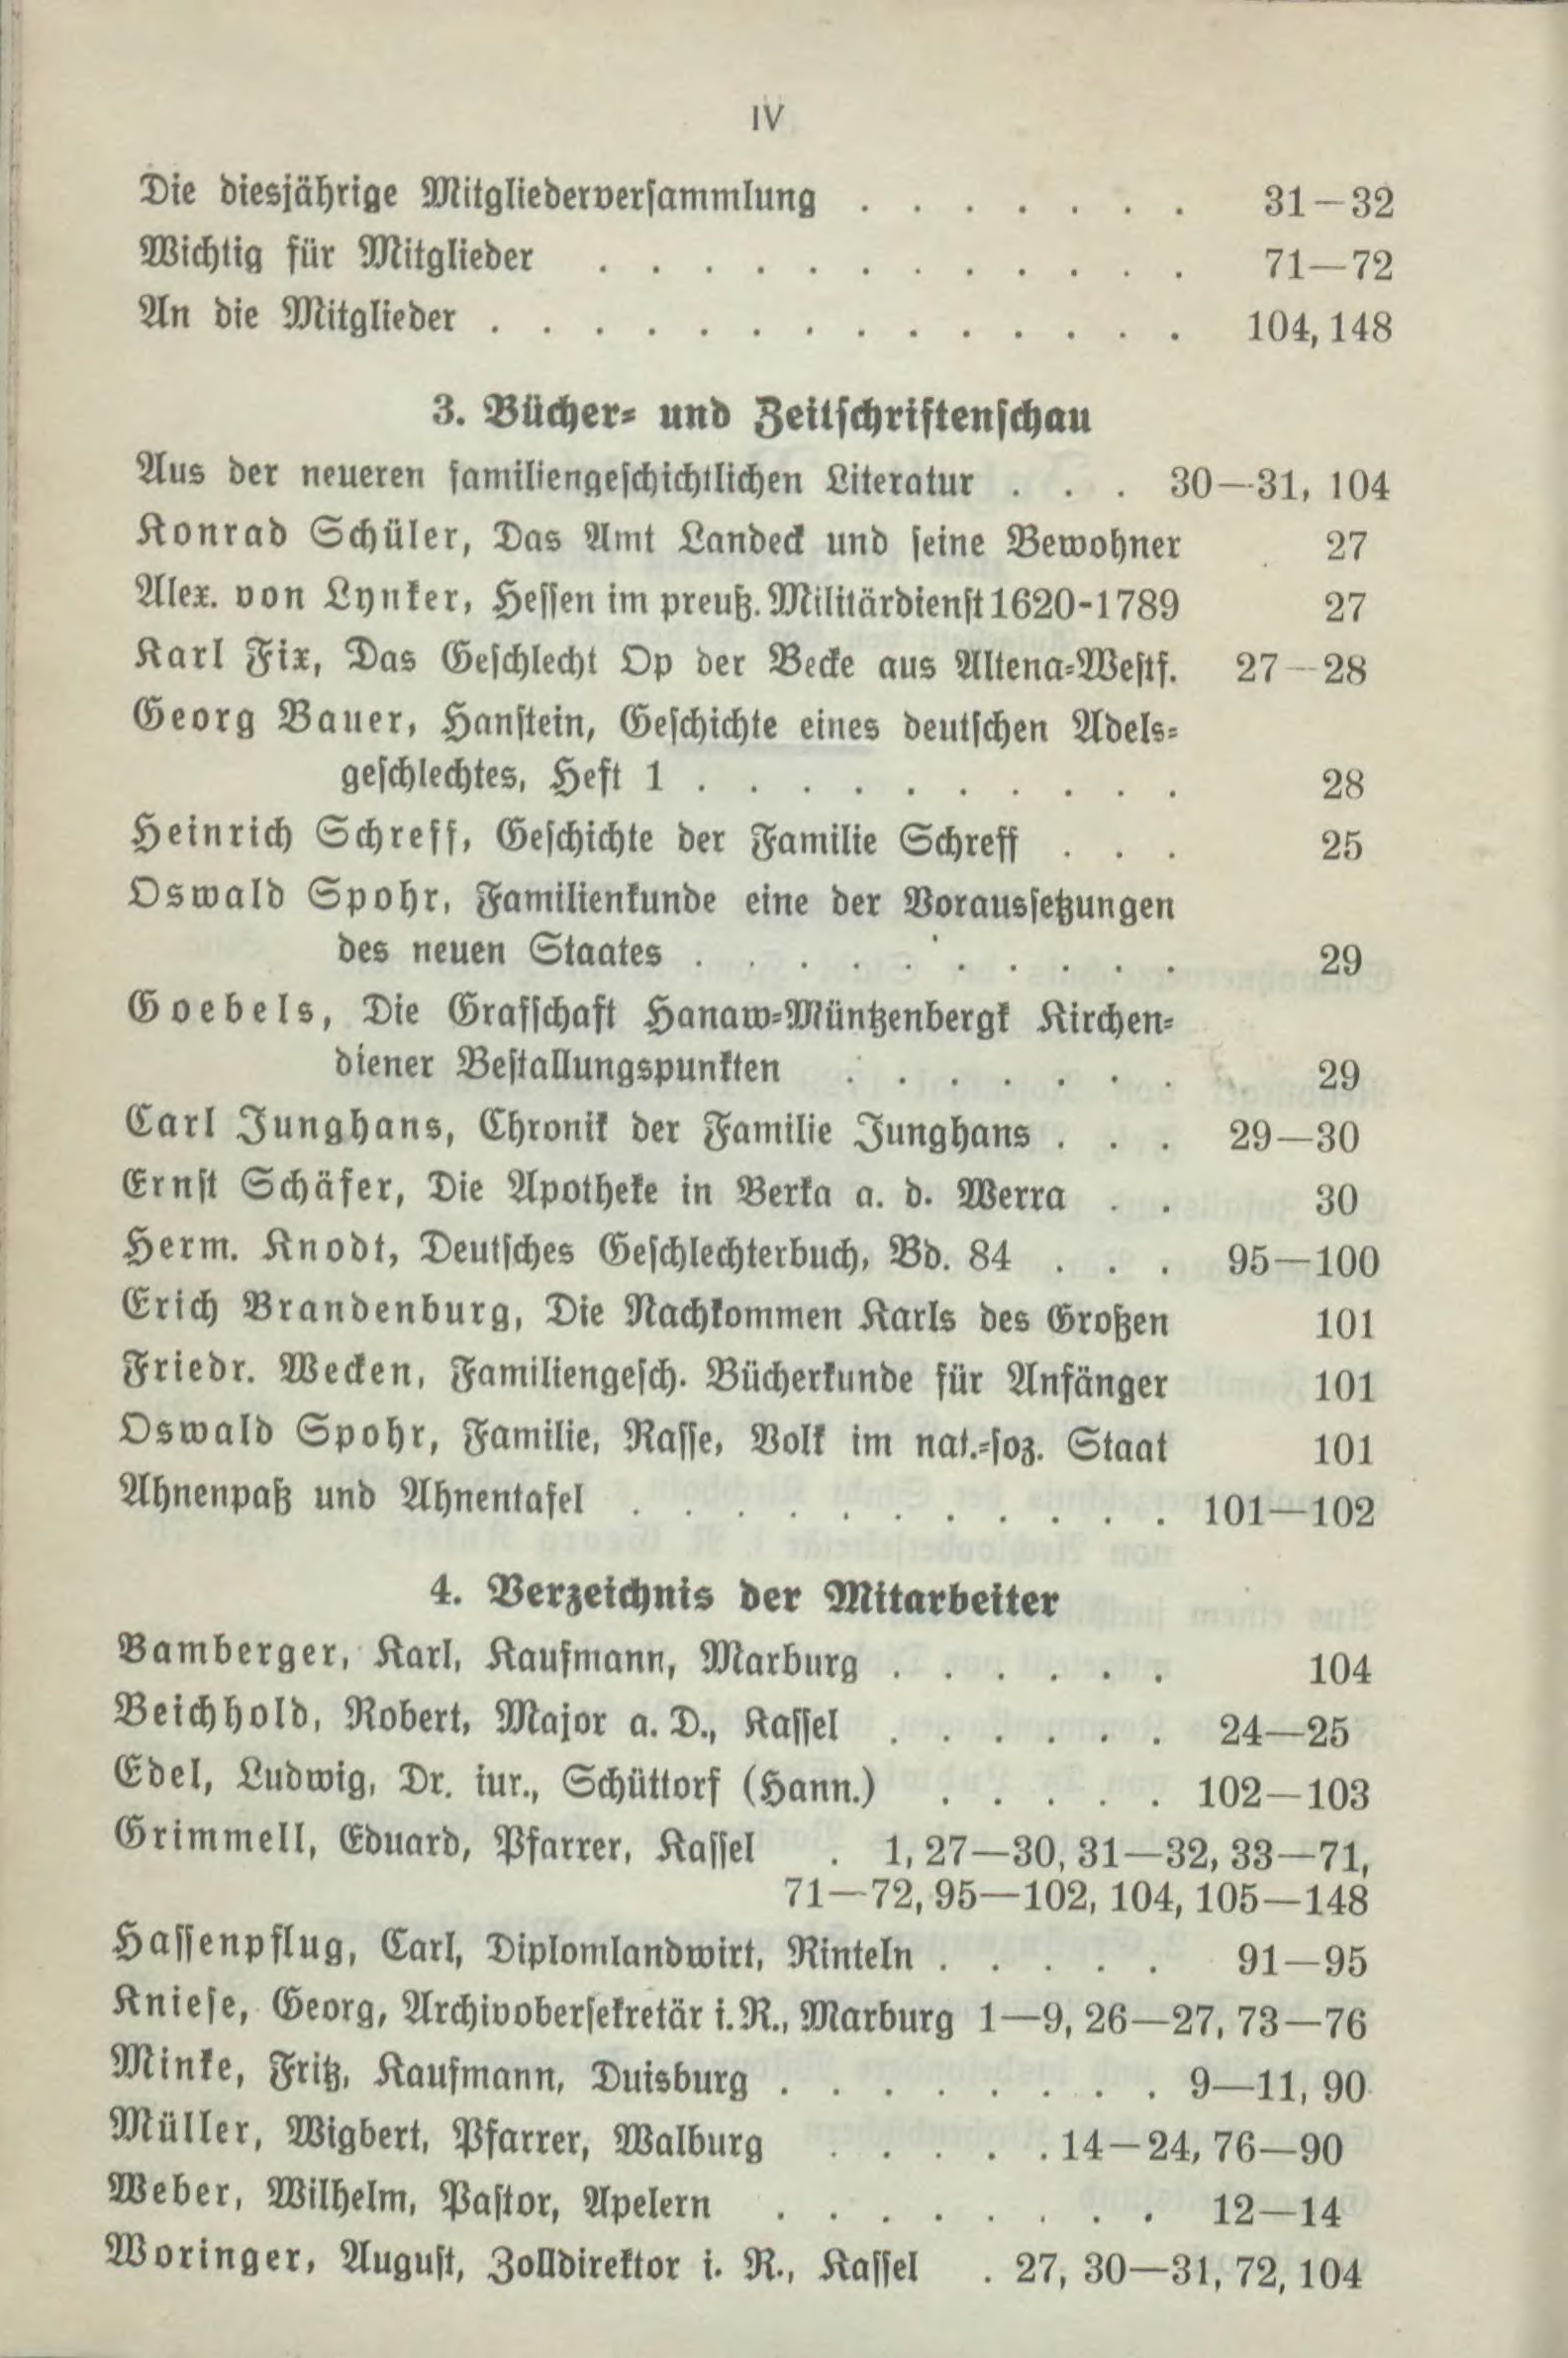 IV
Die diesjährige Mitgliederversammlung . . . . . . . 31—32
Wichtig für Mitglieder . . . . . . . . . . . . 71—72
An die Mitglieder . . . . . . . . . . . . . . 104, 148
3. Bücher- und Zeitschriftenschau
Aus der neueren familiengeschichtlichen Literatur . . . 30—31, 104
Konrad Schüler, Das Amt Landeck und seine Bewohner . 27
Alex. von Lynker, Hessen im preuß. Militärdienst 1620-1789 27
Karl Fix, Das Geschlecht Op der Becke aus Altena-Westf. 27—28
Georg Bauer, Hanstein, Geschichte eines deutschen Adels-
geschlechtes, Heft 1 . . . . . . . . . . 28
Heinrich Schreff, Geschichte der Familie Schreff . . . 25
Oswald Spohr, Familienkunde eine der Voraussetzungen
des neuen Staates . . . . . . . . . . 29
Goebels, Die Grafschaft Hanaw-Müntzenbergk Kirchen-
diener Bestallungspunkten . . . . . . . 29
Carl Junghans, Chronik der Familie Junghans . . . 29—30
Ernst Schäfer, Die Apotheke in Berka a. d. Werra . . 30
Herm. Knodt, Deutsches Geschlechterbuch, Bd. 84 . . . 95—100
Erich Brandenburg, Die Nachkommen Karls des Großen 101
Friedr. Wecken, Familiengesch. Bücherkunde für Anfänger 101
Oswald Spohr, Familie, Rasse, Volk im nat.-soz. Staat 101
Ahnenpaß und Ahnentafel . . . . . . . . . . . 101—102
4. Verzeichnis der Mitarbeiter
Bamberger, Karl, Kaufmann, Marburg . . . . . . 104
Beichhold, Robert, Major a. D., Kassel . . . . . . 24—25
Edel, Ludwig, Dr. iur., Schüttorf (Hann.) . . . . . 102—103
Grimmell, Eduard, Pfarrer, Kassel . 1, 27—30, 31—32, 33—71,
71—72, 95—102, 104, 105—148
Hassenpflug, Carl, Diplomlandwirt, Rinteln . . . . . 91—95
Kniese, Georg, Archivobersekretär i. R., Marburg 1—9, 26—27, 73—76
Minke, Fritz, Kaufmann, Duisburg . . . . . . . . 9—11, 90
Müller, Wigbert, Pfarrer, Walburg . . . . . 14—24, 76—90
Weber, Wilhelm, Pastor, Apelern . . . . . . . . 12—14
Woringer, August, Zolldirektor i. R., Kassel . 27, 30—31, 72, 104